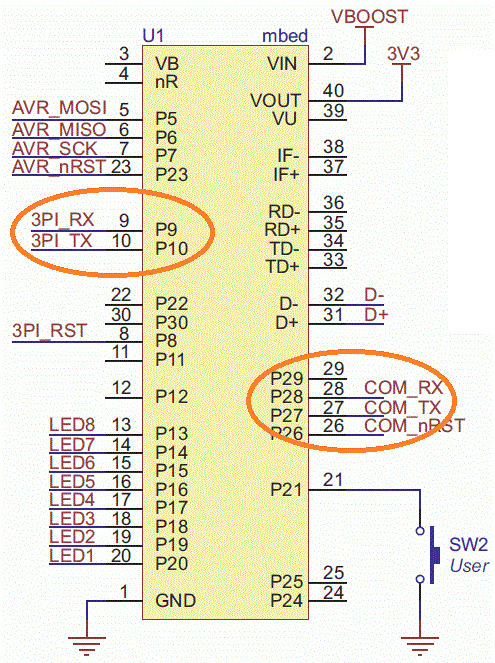 VBOOST
U1 mbed
3V3
3 VB VIN 2
4 nR
VOUT 40
AVR_MOSI 5 P5 VU 39
AVR_MISO 6 P6
AVR_SCK 7 P7 IF- 38
AVR_nRST 23 P23 IF+ 37
RD- 36
3PI_RX 9 P9 RD+ 35
3PI_TX 10 P10 TD- 34
TD+ 33
22 P22 D- 32 D-
30 P30 D+ 31 D+
3PI_RST 8 P8
11 P11
P29 29
12 P12 P28 28 COM_RX
P27 27 COM_TX
LED8 13 P13 P26 26 COM_nRST
LED7 14 P14
LED6 15 P15
LED5 16 P16 P21 21
LED4 17 P17
LED3 18 P18
LED2 19 P19 SW2
LED1 20 P20 User
P25 25
1 GND P24 24